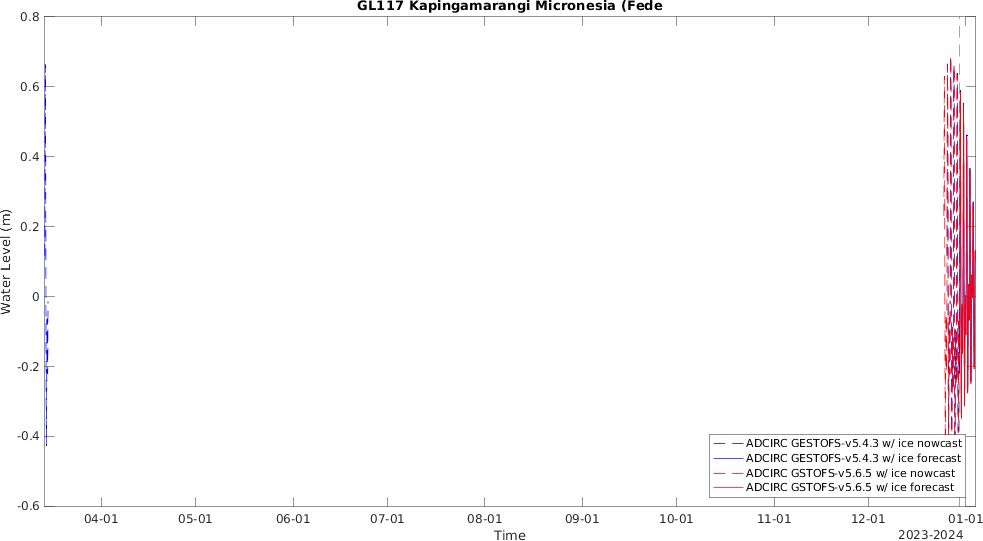 GL117 Kapingamarangi Micronesia (Fede
0.8
0.6
0.4
0.2
0
-0.2
-0.4
-0.6
Water Level (m)
ADCIRC GESTOFS-v5.4.3 w/ ice nowcast
ADCIRC GESTOFS-v5.4.3 w/ ice forecast
ADCIRC GSTOFS-v5.6.5 w/ ice nowcast
ADCIRC GSTOFS-v5.6.5 w/ ice forecast
04-01 05-01 06-01 07-01 08-01 09-01 10-01 11-01 12-01 01-01
Time
2023-2024